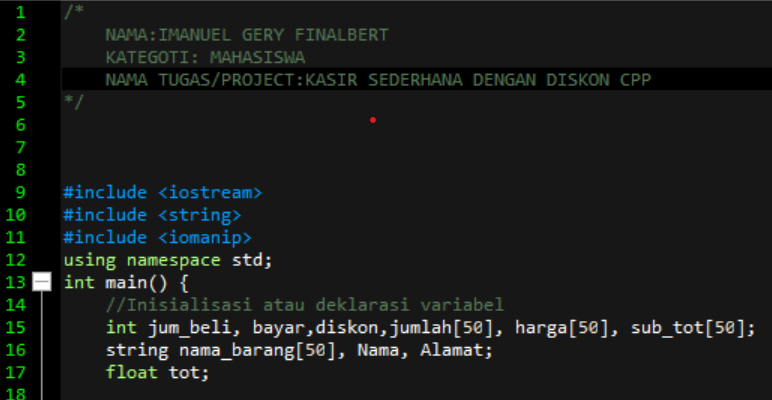 1 /*
2 NAMA:IMANUEL GERY FINALBERT
3 KATEGOTI: MAHASISWA
4 NAMA TUGAS/PROJECT:KASIR SEDERHANA DENGAN DISKON CPP
5 */
6
7
8
9 #include <iostream>
10 #include <string>
11 #include <iomanip>
12 using namespace std;
13 int main() {
14 //Inisialisasi atau deklarasi variabel
15 int jum_beli, bayar,diskon,jumlah[50], harga[50], sub_tot[50];
16 string nama_barang[50], Nama, Alamat;
17 float tot;
18